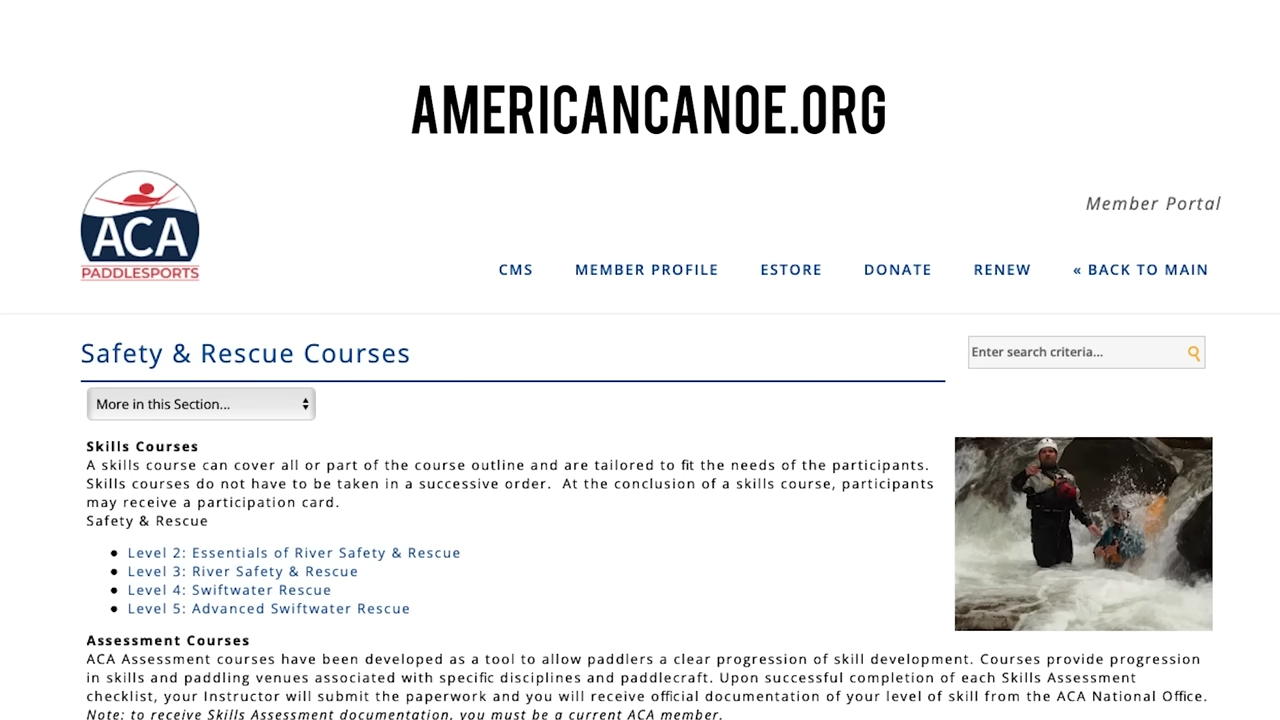 AMERICANCANOE.ORG
ACA
PADDLESPORTS
Member Portal
CMS MEMBER PROFILE ESTORE DONATE RENEW « BACK TO MAIN
Safety & Rescue Courses
Enter search criteria...
More in this Section...
Skills Courses
A skills course can cover all or part of the course outline and are tailored to fit the needs of the participants.
Skills courses do not have to be taken in a successive order. At the conclusion of a skills course, participants
may receive a participation card.
Safety & Rescue
Level 2: Essentials of River Safety & Rescue
Level 3: River Safety & Rescue
Level 4: Swiftwater Rescue
Level 5: Advanced Swiftwater Rescue
Assessment Courses
ACA Assessment courses have been developed as a tool to allow paddlers a clear progression of skill development. Courses provide progression
in skills and paddling venues associated with specific disciplines and paddlecraft. Upon successful completion of each Skills Assessment
checklist, your Instructor will submit the paperwork and you will receive official documentation of your level of skill from the ACA National Office.
Note: to receive Skills Assessment documentation, you must be a current ACA member.